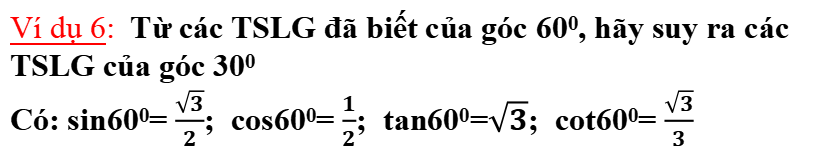 Ví dụ 6: Từ các TSLG đã biết của góc 60⁰, hãy suy ra các
TSLG của góc 30⁰
Có: sin60⁰= √3/2; cos60⁰= 1/2; tan60⁰=√3; cot60⁰= √3/3